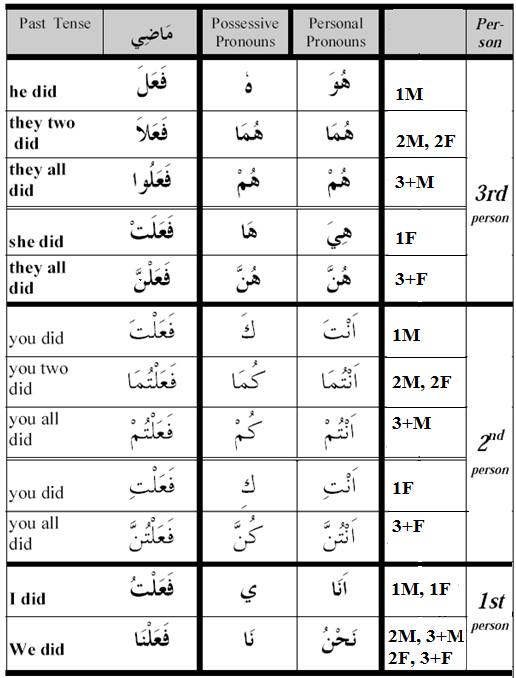 Past Tense مَاضِي Possessive Pronouns Personal Pronouns Per-son
he did فَعَلَ هٗ هُوَ 1M
they two did فَعَلاَ هُمَا هُمَا 2M, 2F
they all did فَعَلُوا هُمْ هُمْ 3+M
3rd person
she did فَعَلَتْ هَا هِيَ 1F
they all did فَعَلْنَّ هُنَّ هُنَّ 3+F
you did فَعَلْتَ كَ اَنْتَ 1M
you two did فَعَلْتُمَا كُمَا اَنْتُمَا 2M, 2F
you all did فَعَلْتُمْ كُمْ اَنْتُمْ 3+M
2nd person
you did فَعَلْتِ كِ اَنْتِ 1F
you all did فَعَلْتُنَّ كُنَّ اَنْتُنَّ 3+F
I did فَعَلْتُ ي اَنَا 1M, 1F
1st person
We did فَعَلْنَا نَا نَحْنُ 2M, 3+M
2F, 3+F